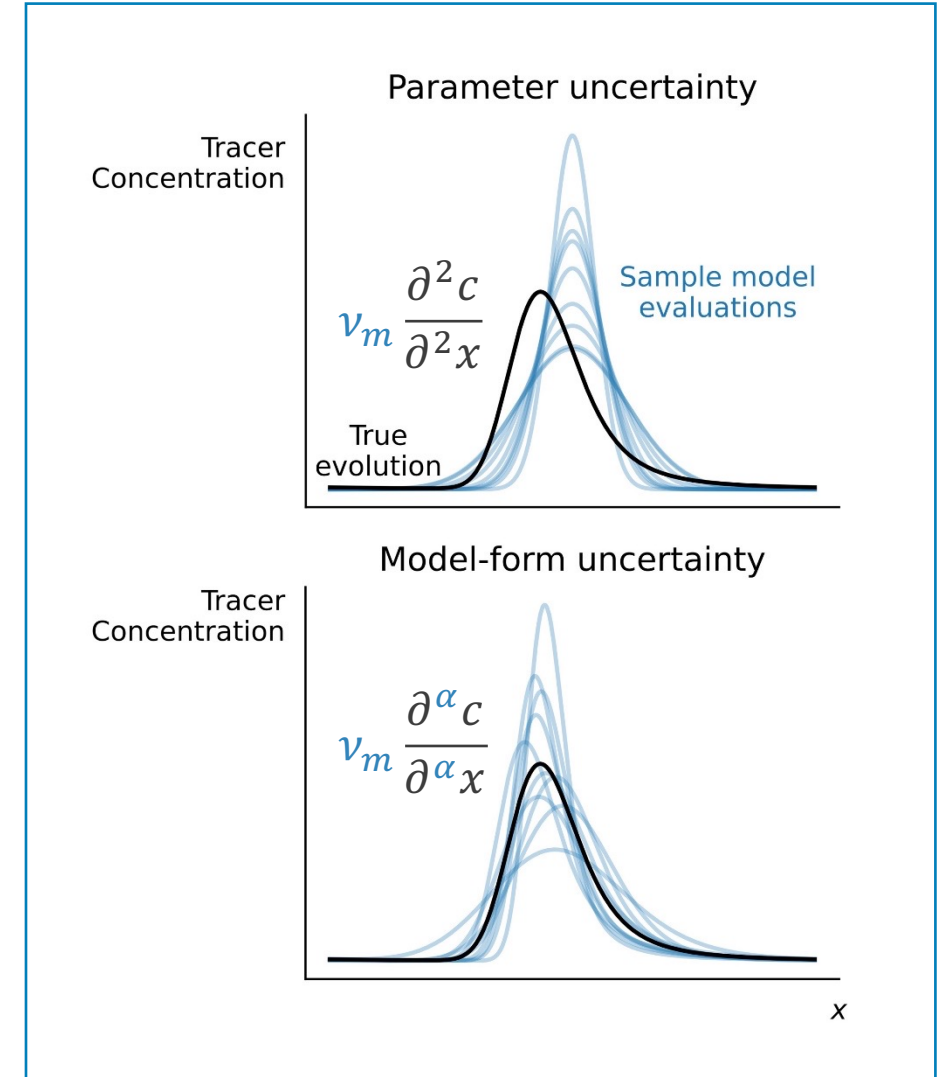 Parameter uncertainty
Tracer
Concentration
ν_m ∂²c / ∂²x
Sample model
evaluations
True
evolution
Model-form uncertainty
Tracer
Concentration
ν_m ∂^α c / ∂^α x
x